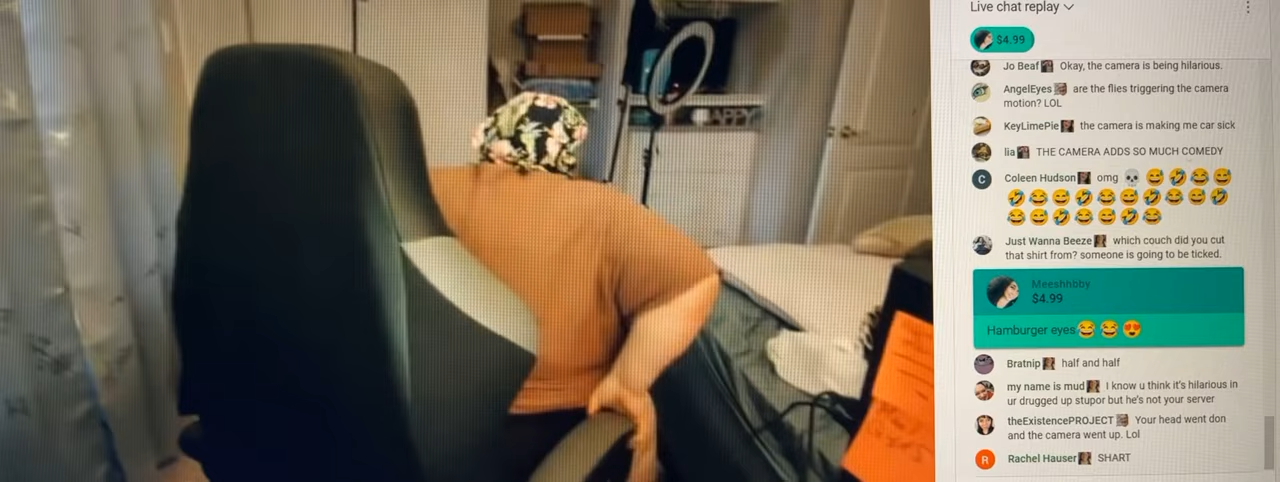 Live chat replay
$4.99
Jo Beaf Okay, the camera is being hilarious.
AngelEyes are the flies triggering the camera
motion? LOL
KeyLimePie the camera is making me car sick
lia THE CAMERA ADDS SO MUCH COMEDY
C Coleen Hudson omg 💀😅🤣😂😅
🤣😂😅🤣😂😅🤣😂😅🤣
😂😅🤣😂😅🤣😂
Just Wanna Beeze which couch did you cut
that shirt from? someone is going to be ticked.
Meeshhbby
$4.99
Hamburger eyes😂😂😍
Bratnip half and half
my name is mud I know u think it's hilarious in
ur drugged up stupor but he's not your server
theExistencePROJECT Your head went don
and the camera went up. Lol
R Rachel Hauser SHART
APPY